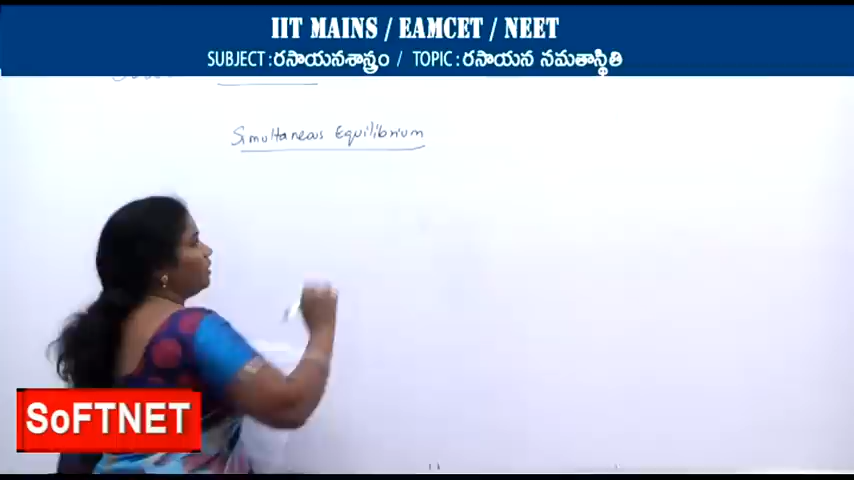 IIT MAINS / EAMCET / NEET
SUBJECT : రసాయనశాస్త్రం / TOPIC : రసాయన సమతాస్థితి
Simultaneous Equilibrium
SoFTNET